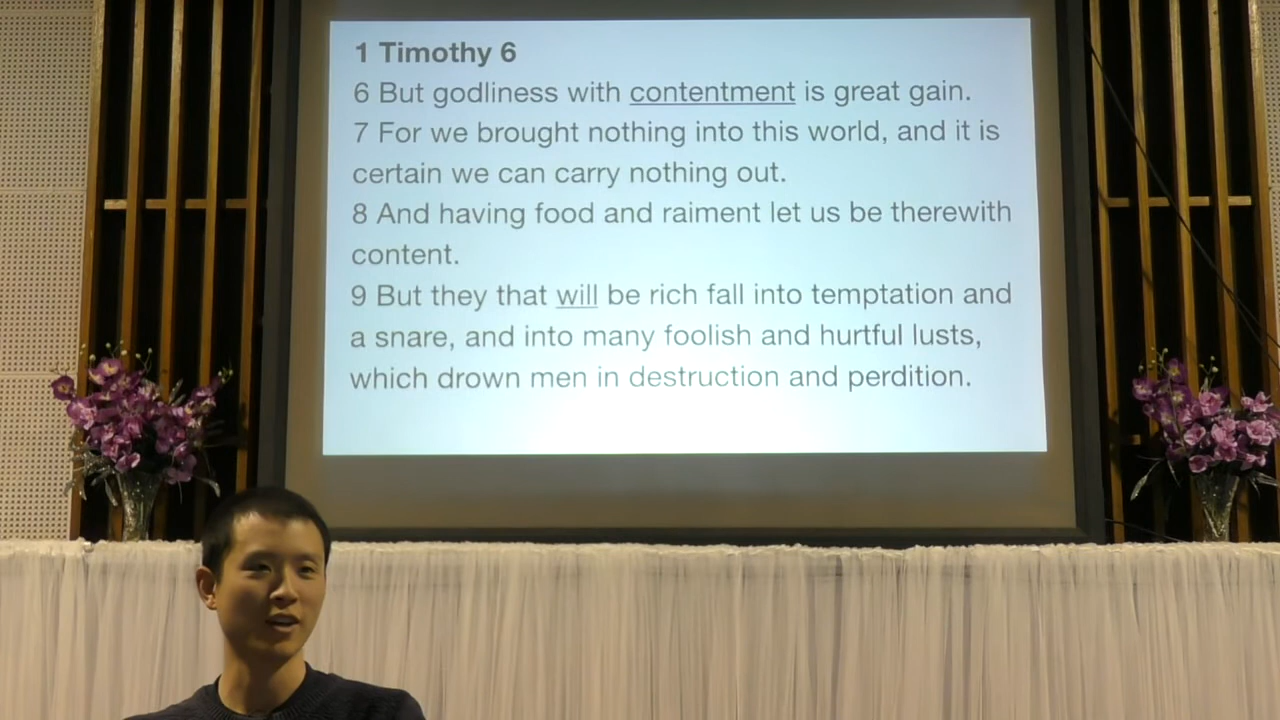 1 Timothy 6
6 But godliness with contentment is great gain.
7 For we brought nothing into this world, and it is
certain we can carry nothing out.
8 And having food and raiment let us be therewith
content.
9 But they that will be rich fall into temptation and
a snare, and into many foolish and hurtful lusts,
which drown men in destruction and perdition.